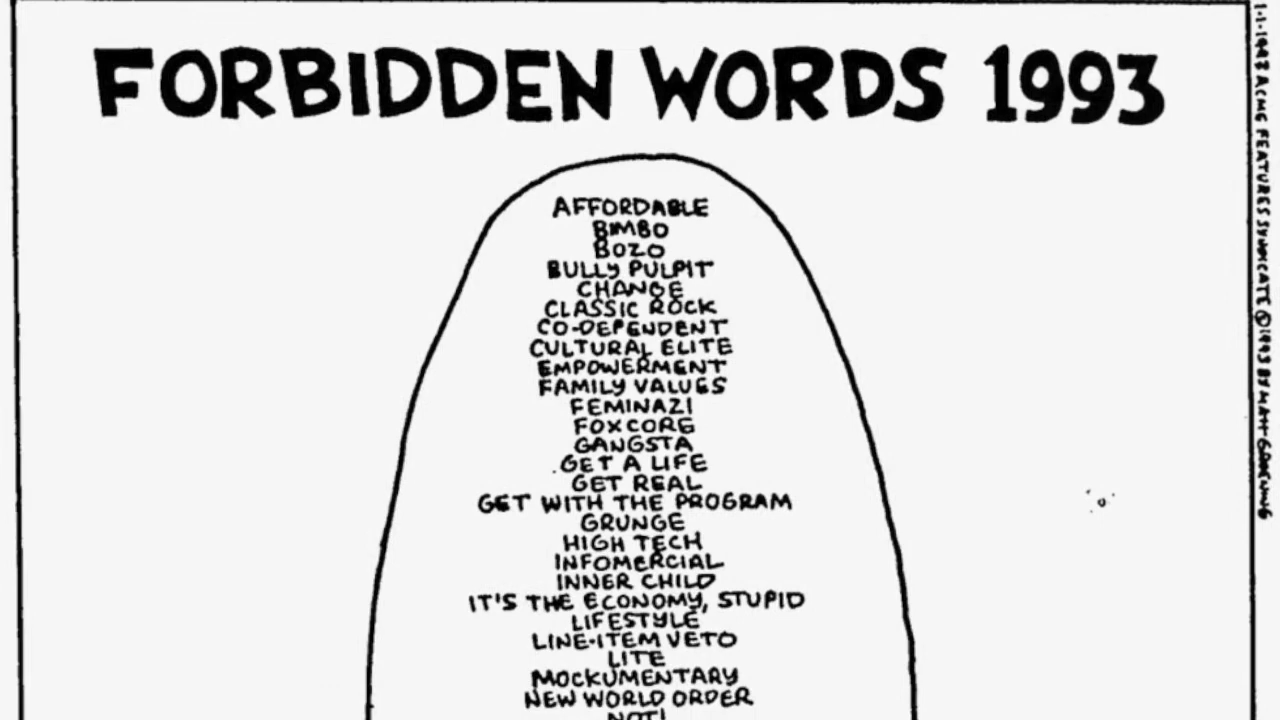 FORBIDDEN WORDS 1993
AFFORDABLE
BIMBO
BOZO
BULLY PULPIT
CHANGE
CLASSIC ROCK
CO-DEPENDENT
CULTURAL ELITE
EMPOWERMENT
FAMILY VALUES
FEMINAZI
FOXCORE
GANGSTA
GET A LIFE
GET REAL
GET WITH THE PROGRAM
GRUNGE
HIGH TECH
INFOMERCIAL
INNER CHILD
IT'S THE ECONOMY, STUPID
LIFESTYLE
LINE-ITEM VETO
LITE
MOCKUMENTARY
NEW WORLD ORDER
NOT!
ACME FEATURES SYNDICATE ©1993 BY MATT GROENING